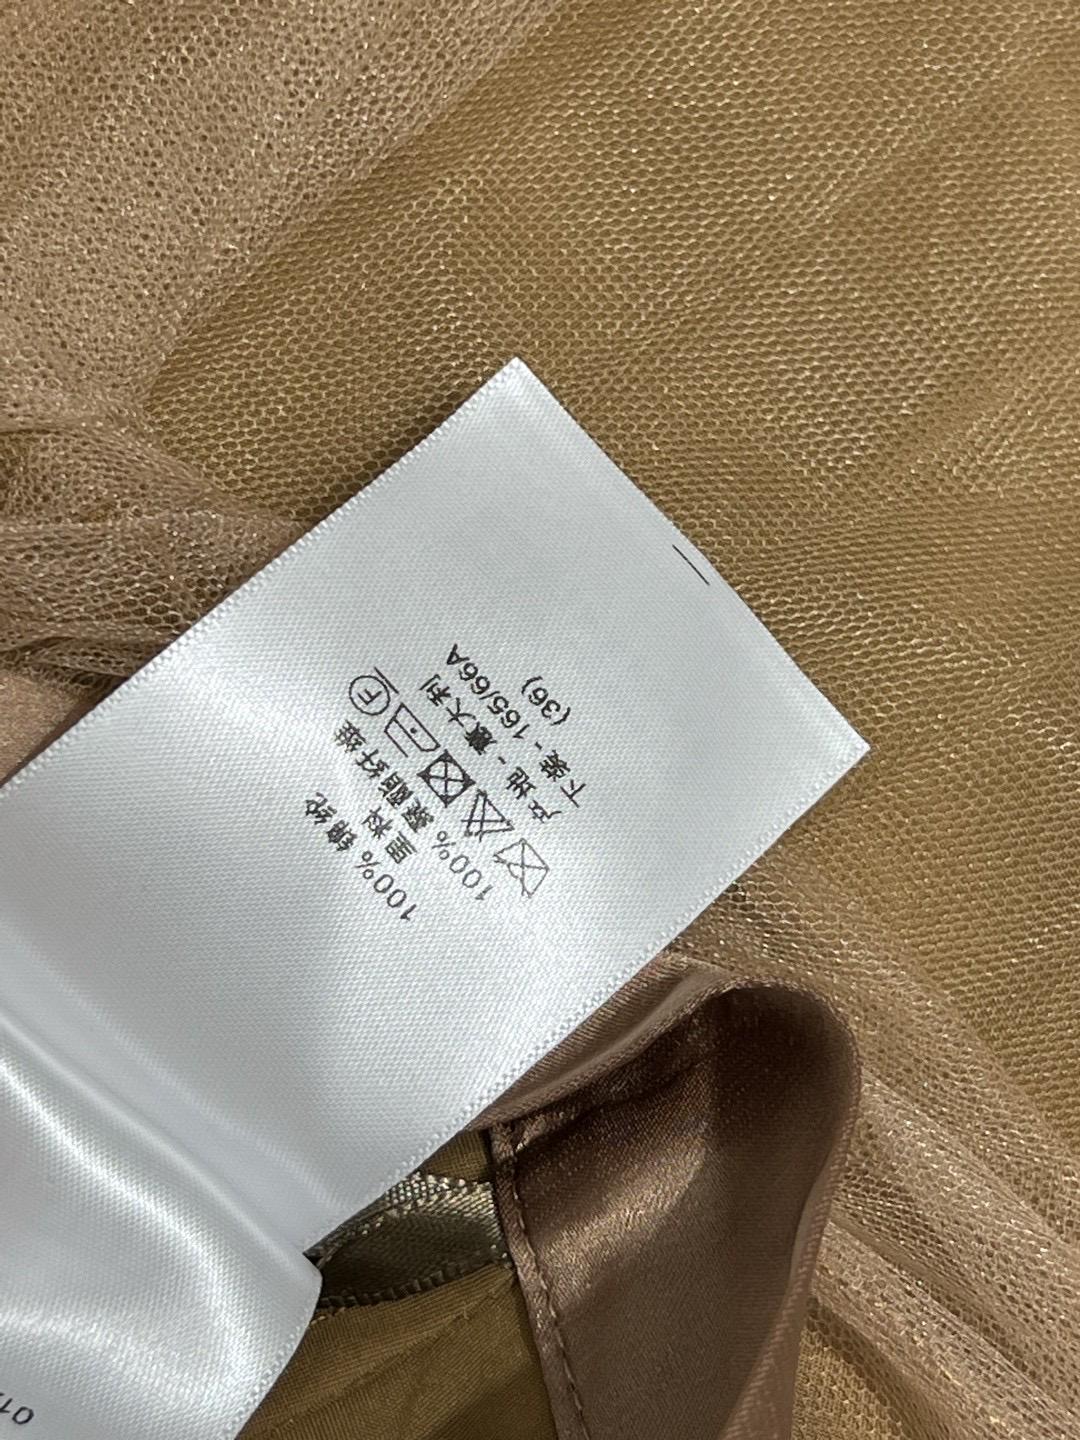 100% 锦纶
里料
100% 聚酯纤维
F
产地 - 意大利
下装 - 165/66A
(36)